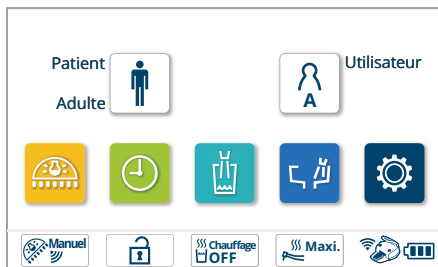 Patient
Adulte
Utilisateur
A
Manuel
Chauffage
OFF
Maxi.